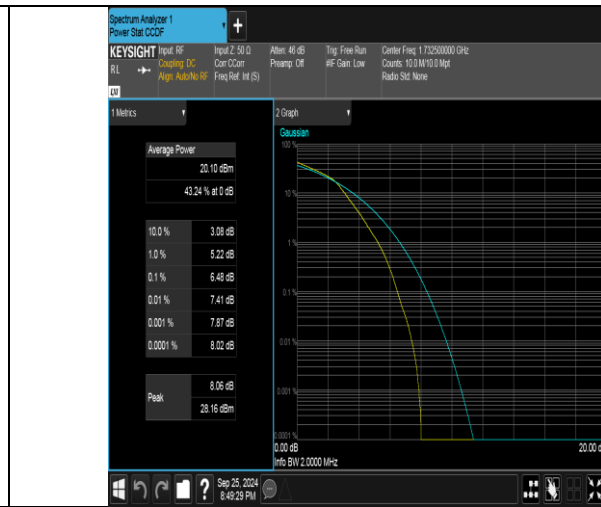 Spectrum Analyzer 1
Power Stat CCDF
KEYSIGHT Input: RF Input Z: 50 Ω Atten: 46 dB Trig: Free Run Center Freq: 1.732500000 GHz
RL Coupling: DC Corr CCorr Preamp: Off #IF Gain: Low Counts: 10.0 M/10.0 Mpt
Align: Auto/No RF Freq Ref: Int (S) Radio Std: None
LXI
1 Metrics
2 Graph
Average Power
20.10 dBm
43.24 % at 0 dB
10.0 % 3.08 dB
1.0 % 5.22 dB
0.1 % 6.48 dB
0.01 % 7.41 dB
0.001 % 7.87 dB
0.0001 % 8.02 dB
Peak 8.06 dB
28.16 dBm
Gaussian
100 %
10 %
1 %
0.1 %
0.01 %
0.001 %
0.0001 %
0.00 dB 20.00 d
Info BW 2.0000 MHz
? Sep 25, 2024
8:49:29 PM